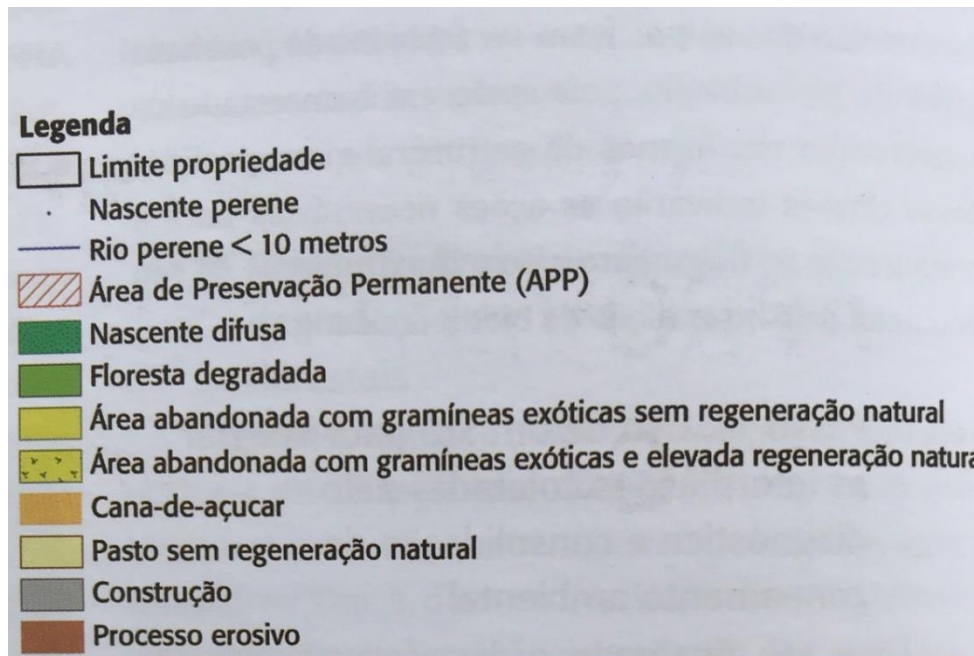 Legenda
Limite propriedade
Nascente perene
Rio perene < 10 metros
Área de Preservação Permanente (APP)
Nascente difusa
Floresta degradada
Área abandonada com gramíneas exóticas sem regeneração natural
Área abandonada com gramíneas exóticas e elevada regeneração natura
Cana-de-açucar
Pasto sem regeneração natural
Construção
Processo erosivo